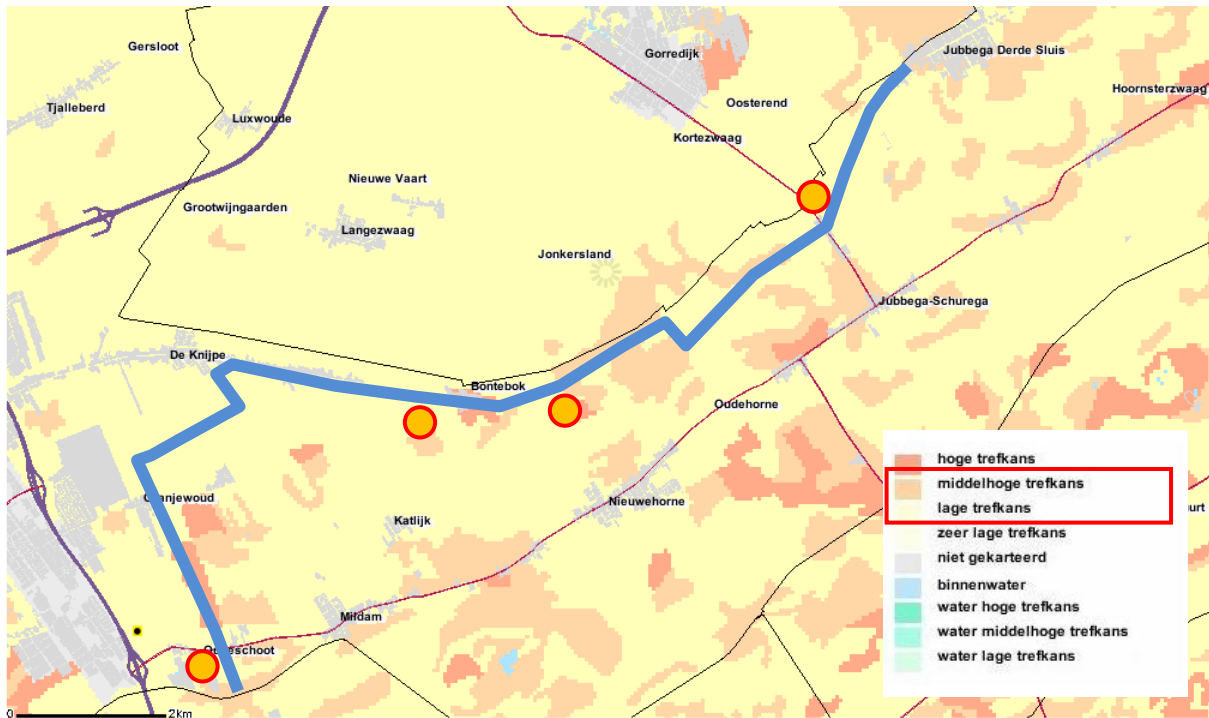 Gersloot
Gorredijk
Jubbega Derde Sluis
Hoornsterzwaag
Tjalleberd
Oosterend
Luxwoude
Kortezwaag
Nieuwe Vaart
Grootwijngaarden
Langezwaag
Jonkersland
Jubbega-Schurega
De Knijpe
Bontebok
Oudehorne
hoge trefkans
middelhoge trefkans
lage trefkans
zeer lage trefkans
niet gekarteerd
binnenwater
water hoge trefkans
water middelhoge trefkans
water lage trefkans
urt
Nieuwehorne
Katlijk
Mildam
0
2km